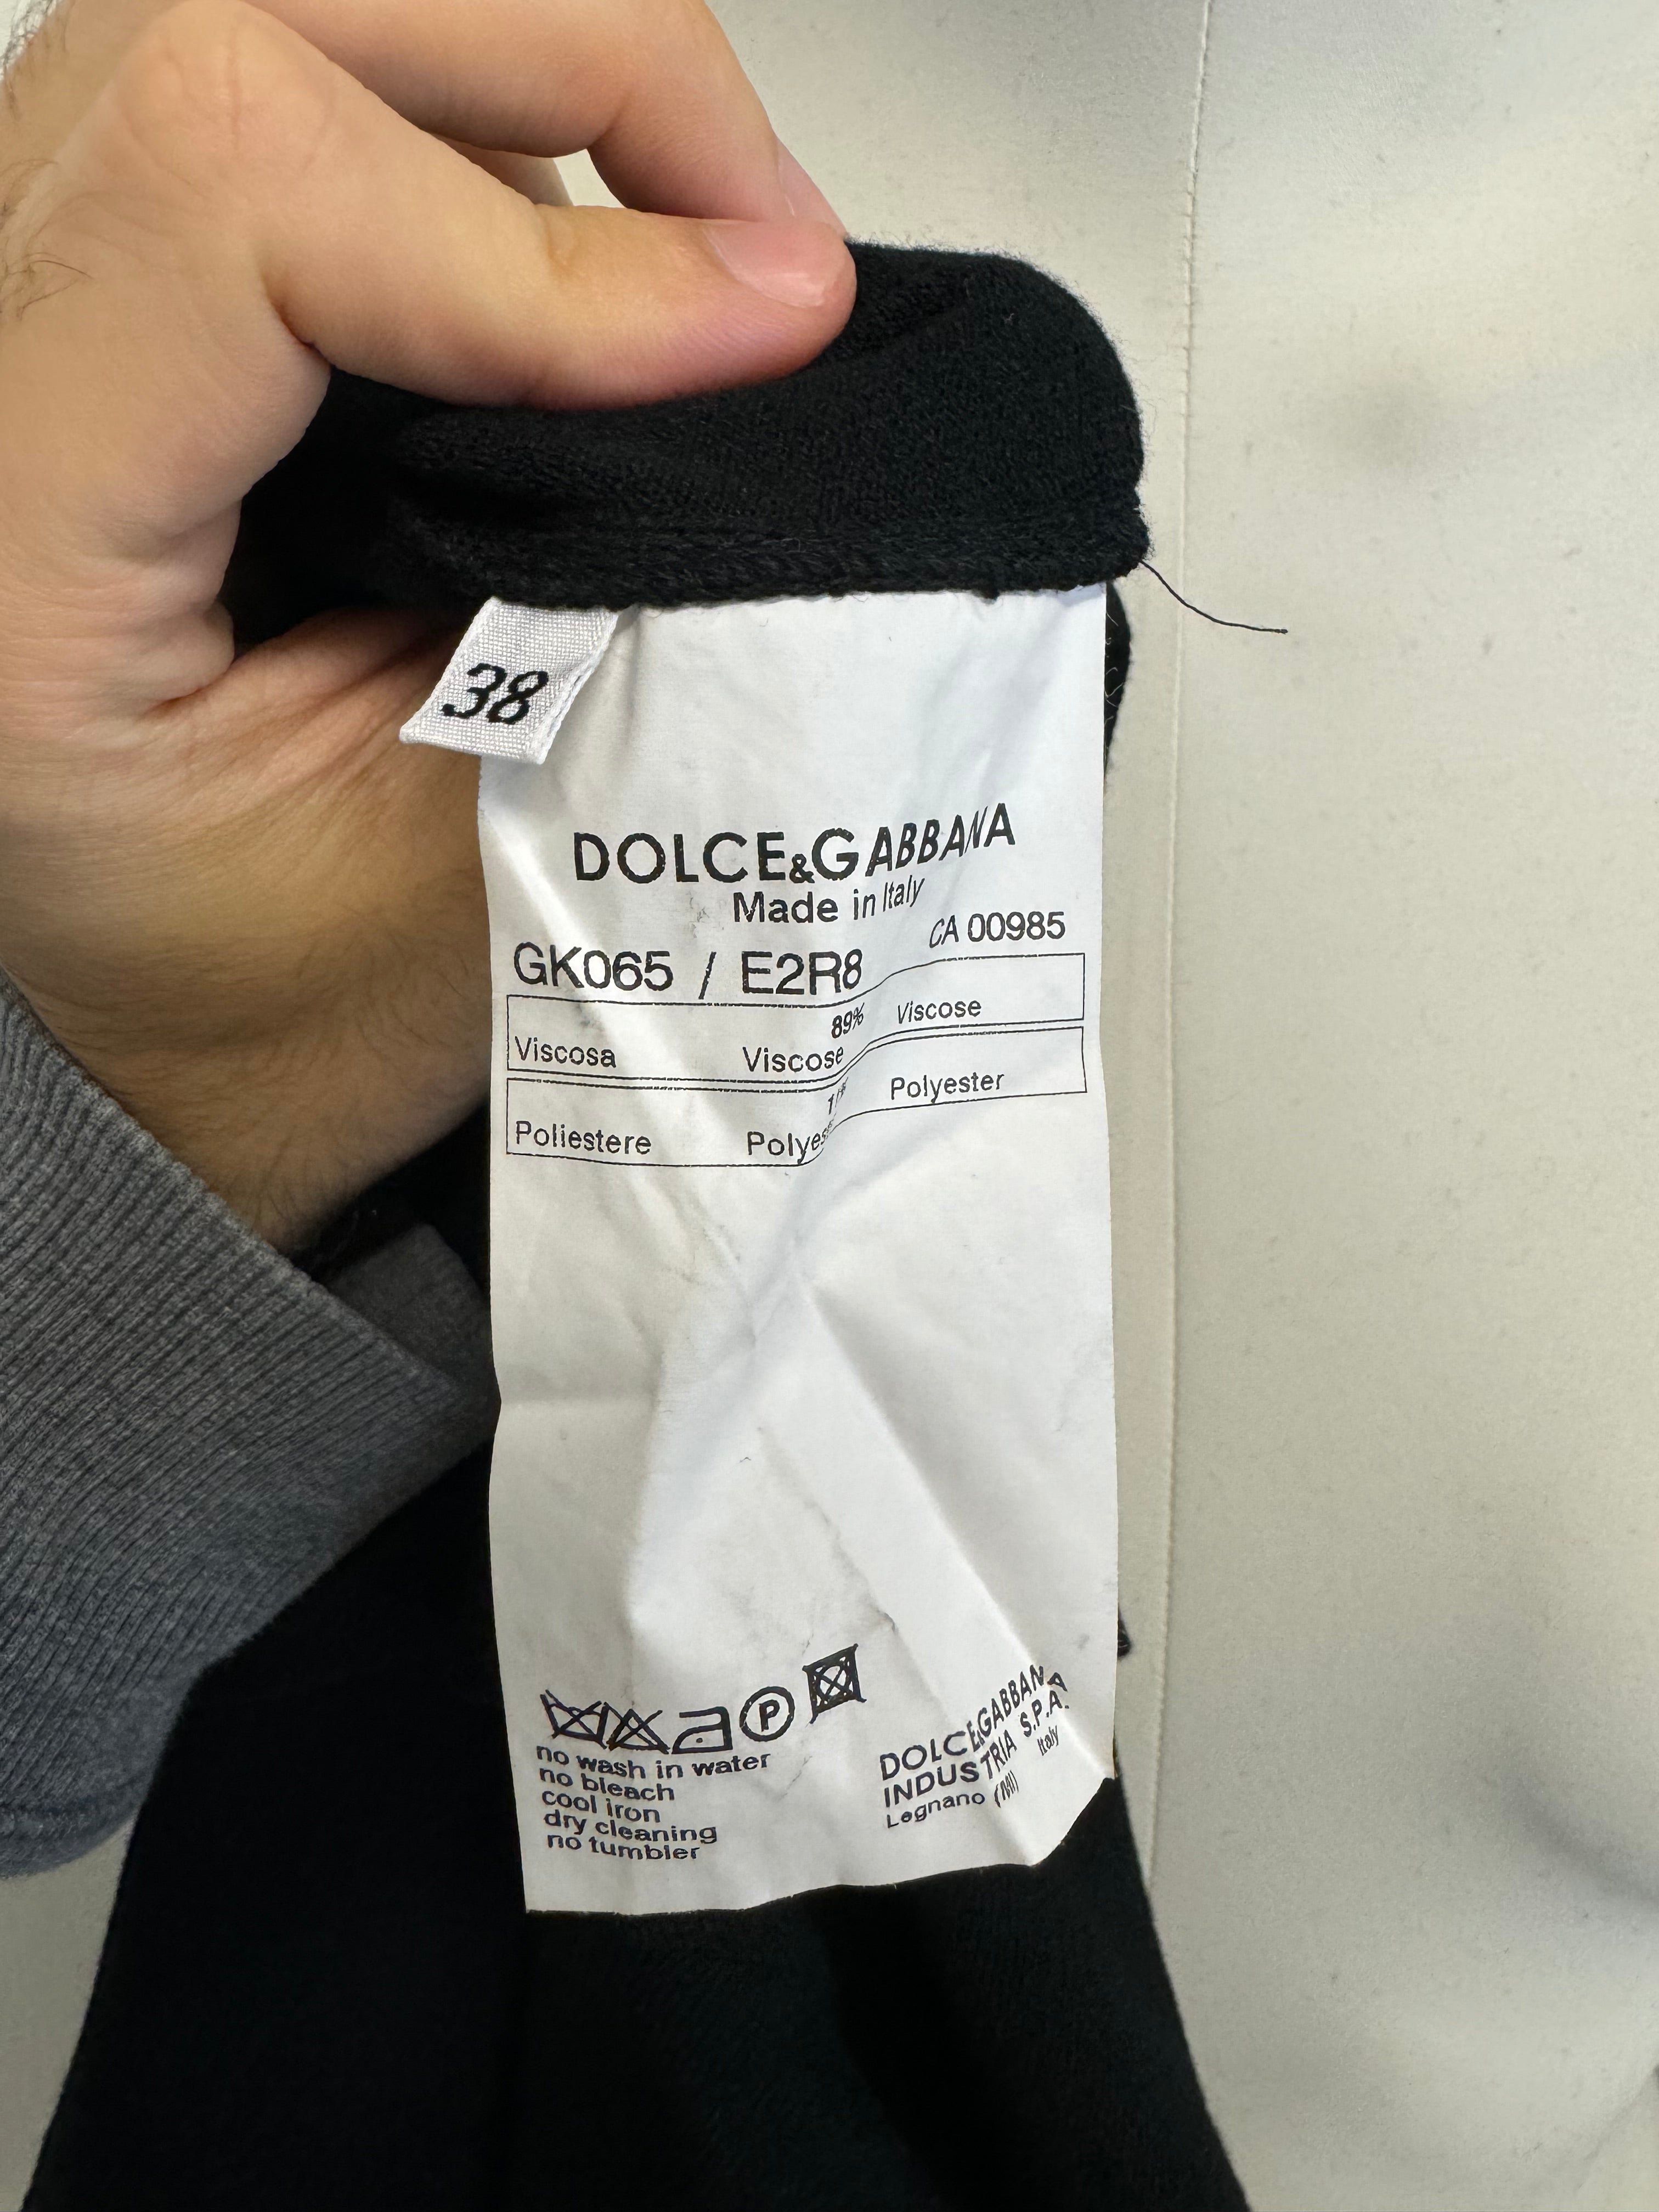 38
DOLCE&GABBANA
Made in Italy
CA 00985
GK065 / E2R8
89%
Viscosa Viscose Viscose
Poliestere Polyester
no wash in water
no bleach
cool iron
dry cleaning
no tumbler
P
DOLCE&GABBANA
INDUSTRIA S.P.A.
Legnano (MI) Italy